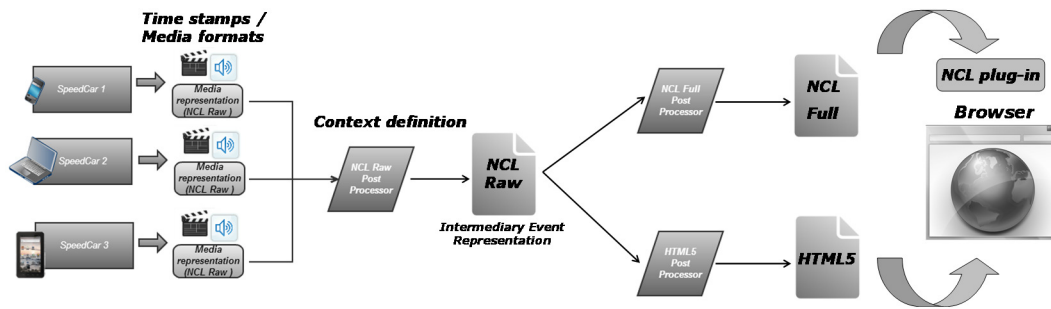 Time stamps /
Media formats
SpeedCar 1
Media
representation
(NCL Raw )
SpeedCar 2
Media
representation
(NCL Raw )
SpeedCar 3
Media
representation
(NCL Raw )
Context definition
NCL Raw
Post
Processor
NCL
Raw
Intermediary Event
Representation
NCL Full
Post
Processor
NCL
Full
HTML5
Post
Processor
HTML5
NCL plug-in
Browser